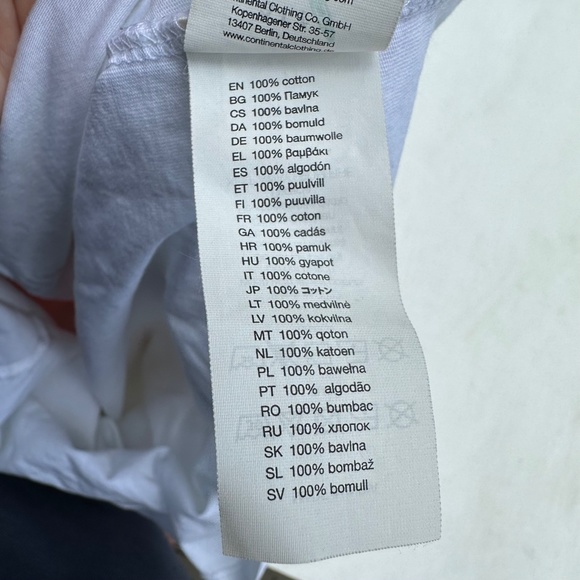 Continental Clothing Co. GmbH
Kopenhagener Str. 35-57
13407 Berlin, Deutschland
www.continentalclothing.de
EN 100% cotton
BG 100% Памук
CS 100% bavlna
DA 100% bomuld
DE 100% baumwolle
EL 100% βαμβάκι
ES 100% algodón
ET 100% puulvill
FI 100% puuvilla
FR 100% coton
GA 100% cadás
HR 100% pamuk
HU 100% gyapot
IT 100% cotone
JP 100% コットン
LT 100% medvilnė
LV 100% kokvilna
MT 100% qoton
NL 100% katoen
PL 100% bawełna
PT 100% algodão
RO 100% bumbac
RU 100% хлопок
SK 100% bavlna
SL 100% bombaž
SV 100% bomull